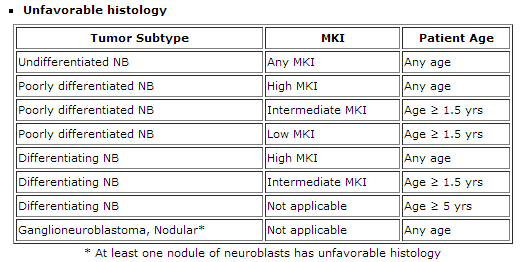 Unfavorable histology
Tumor Subtype MKI Patient Age
Undifferentiated NB Any MKI Any age
Poorly differentiated NB High MKI Any age
Poorly differentiated NB Intermediate MKI Age ≥ 1.5 yrs
Poorly differentiated NB Low MKI Age ≥ 1.5 yrs
Differentiating NB High MKI Any age
Differentiating NB Intermediate MKI Age ≥ 1.5 yrs
Differentiating NB Not applicable Age ≥ 5 yrs
Ganglioneuroblastoma, Nodular* Not applicable Any age
* At least one nodule of neuroblasts has unfavorable histology